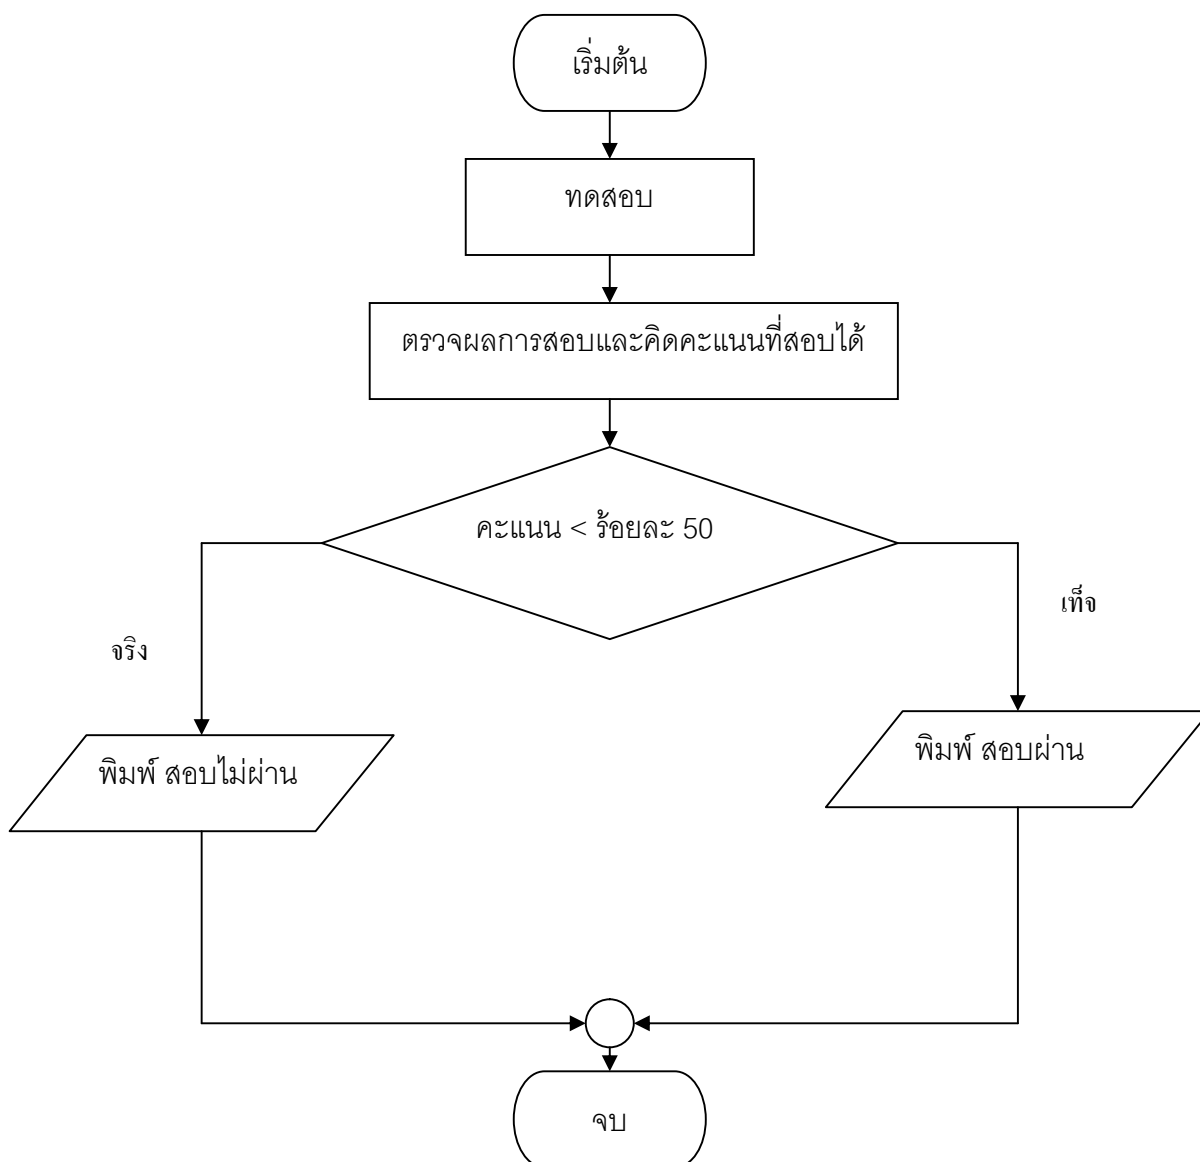 เริ่มต้น
ทดสอบ
ตรวจผลการสอบและคิดคะแนนที่สอบได้
คะแนน < ร้อยละ 50
เท็จ
จริง
พิมพ์ สอบผ่าน
พิมพ์ สอบไม่ผ่าน
จบ